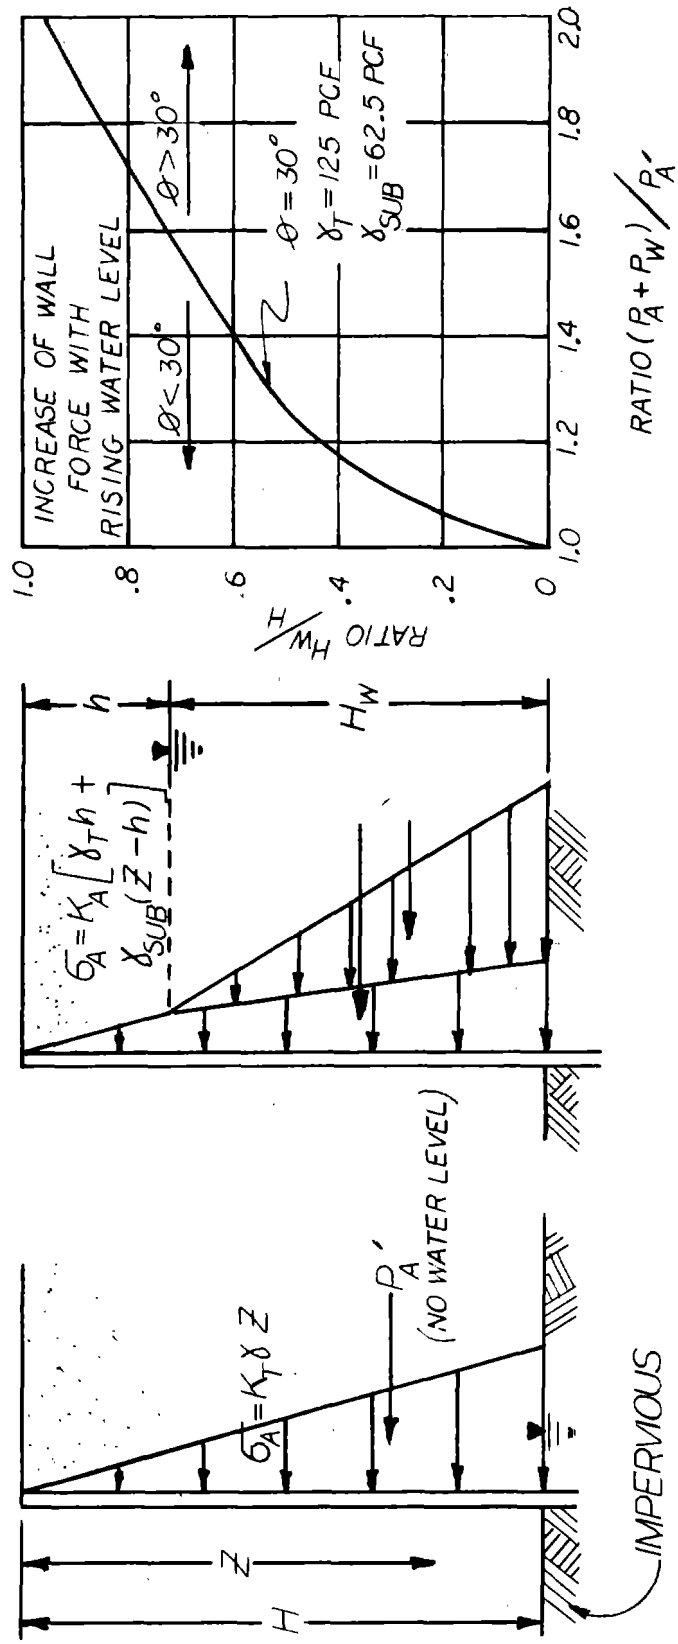 H
Z
σA = KT γ Z
PA′
(NO WATER LEVEL)
IMPERVIOUS
σA = KA [γT h +
γSUB (Z − h)]
h
HW
INCREASE OF WALL
FORCE WITH
RISING WATER LEVEL
Ø < 30°
Ø > 30°
Ø = 30°
γT = 125 PCF
γSUB = 62.5 PCF
RATIO HW/H
1.0
.8
.6
.4
.2
0
1.0
1.2
1.4
1.6
1.8
2.0
RATIO (PA + PW) / PA′